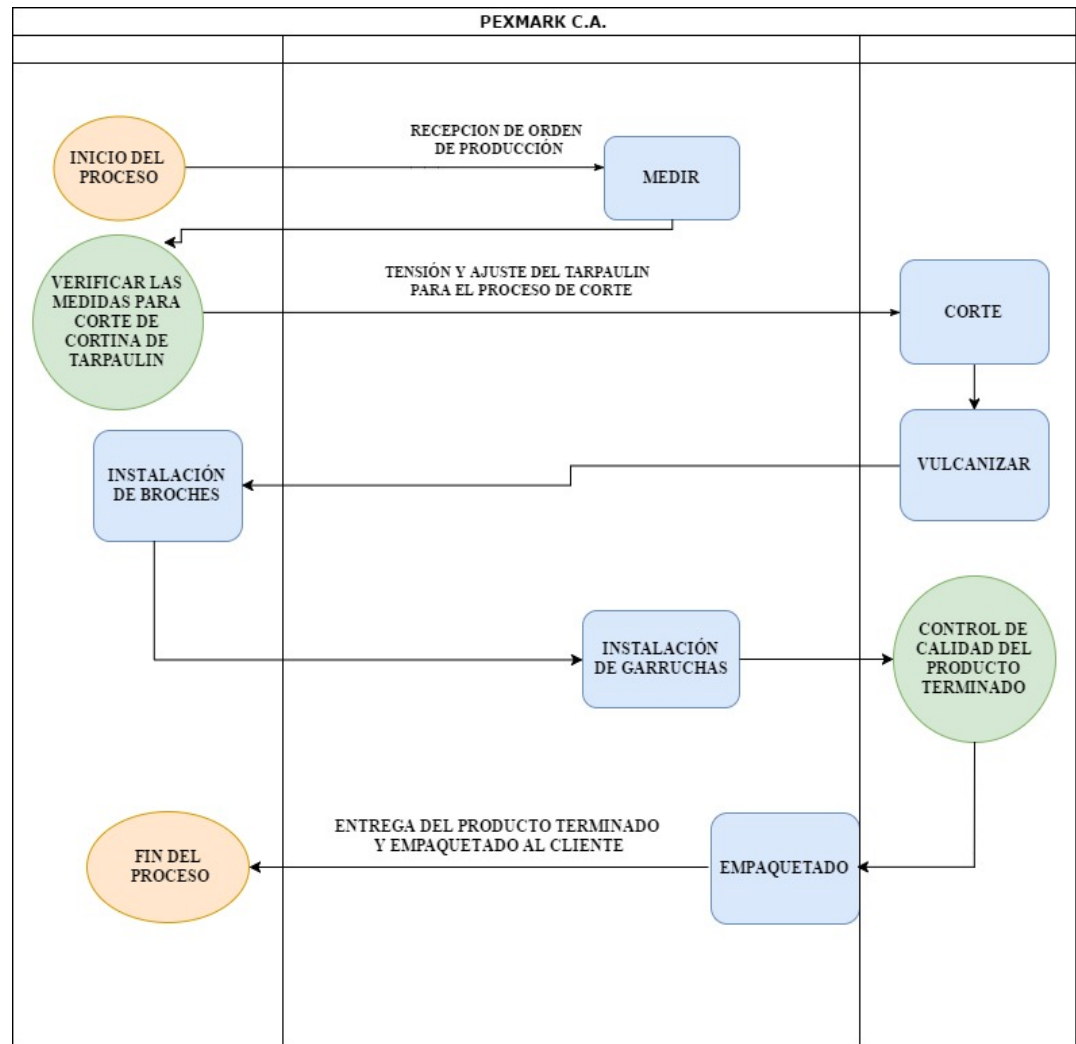 PEXMARK C.A.
RECEPCION DE ORDEN
DE PRODUCCIÓN
INICIO DEL
PROCESO
MEDIR
VERIFICAR LAS
MEDIDAS PARA
CORTE DE
CORTINA DE
TARPAULIN
TENSIÓN Y AJUSTE DEL TARPAULIN
PARA EL PROCESO DE CORTE
CORTE
VULCANIZAR
INSTALACIÓN
DE BROCHES
INSTALACIÓN
DE GARRUCHAS
CONTROL DE
CALIDAD DEL
PRODUCTO
TERMINADO
ENTREGA DEL PRODUCTO TERMINADO
Y EMPAQUETADO AL CLIENTE
EMPAQUETADO
FIN DEL
PROCESO